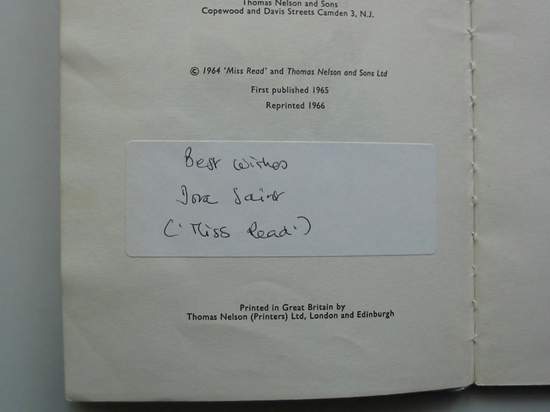 Thomas Nelson and Sons
Copewood and Davis Streets Camden 3, N.J.
© 1964 'Miss Read' and Thomas Nelson and Sons Ltd
First published 1965
Reprinted 1966
Best Wishes
Dora Saint
('Miss Read')
Printed in Great Britain by
Thomas Nelson (Printers) Ltd, London and Edinburgh